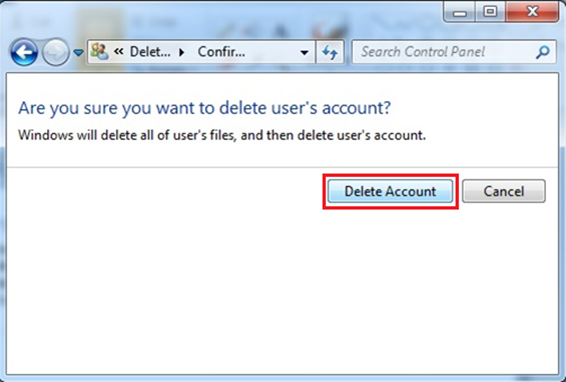 « Delet... Confir...
Search Control Panel
Are you sure you want to delete user's account?
Windows will delete all of user's files, and then delete user's account.
Delete Account Cancel